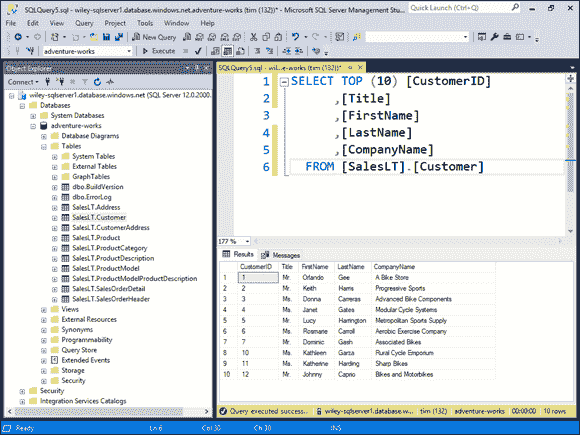 SQLQuery5.sql - wiley-sqlserver1.database.windows.net.adventure-works (tim (132))* - Microsoft SQL Server Management Stu...
Quick Launch (Ctrl+Q)
File Edit View Query Project Tools Window Help
New Query
adventure-works Execute
Object Explorer
Connect
wiley-sqlserver1.database.windows.net (SQL Server 12.0.2000.
Databases
System Databases
adventure-works
Database Diagrams
Tables
System Tables
External Tables
GraphTables
dbo.BuildVersion
dbo.ErrorLog
SalesLT.Address
SalesLT.Customer
SalesLT.CustomerAddress
SalesLT.Product
SalesLT.ProductCategory
SalesLT.ProductDescription
SalesLT.ProductModel
SalesLT.ProductModelProductDescription
SalesLT.SalesOrderDetail
SalesLT.SalesOrderHeader
Views
External Resources
Synonyms
Programmability
Query Store
Extended Events
Storage
Security
Security
Integration Services Catalogs
SQLQuery5.sql - wil...e-works (tim (132))*
1 SELECT TOP (10) [CustomerID]
2 ,[Title]
3 ,[FirstName]
4 ,[LastName]
5 ,[CompanyName]
6 FROM [SalesLT].[Customer]
177 %
Results Messages
CustomerID Title FirstName LastName CompanyName
1 1 Mr. Orlando Gee A Bike Store
2 2 Mr. Keith Harris Progressive Sports
3 3 Ms. Donna Carreras Advanced Bike Components
4 4 Ms. Janet Gates Modular Cycle Systems
5 5 Mr. Lucy Harrington Metropolitan Sports Supply
6 6 Ms. Rosmarie Carroll Aerobic Exercise Company
7 7 Mr. Dominic Gash Associated Bikes
8 10 Ms. Kathleen Garza Rural Cycle Emporium
9 11 Ms. Katherine Harding Sharp Bikes
10 12 Mr. Johnny Caprio Bikes and Motorbikes
Query executed success... wiley-sqlserver1.database.w... tim (132) adventure-works 00:00:00 10 rows
Ready Ln 6 Col 30 Ch 30 INS